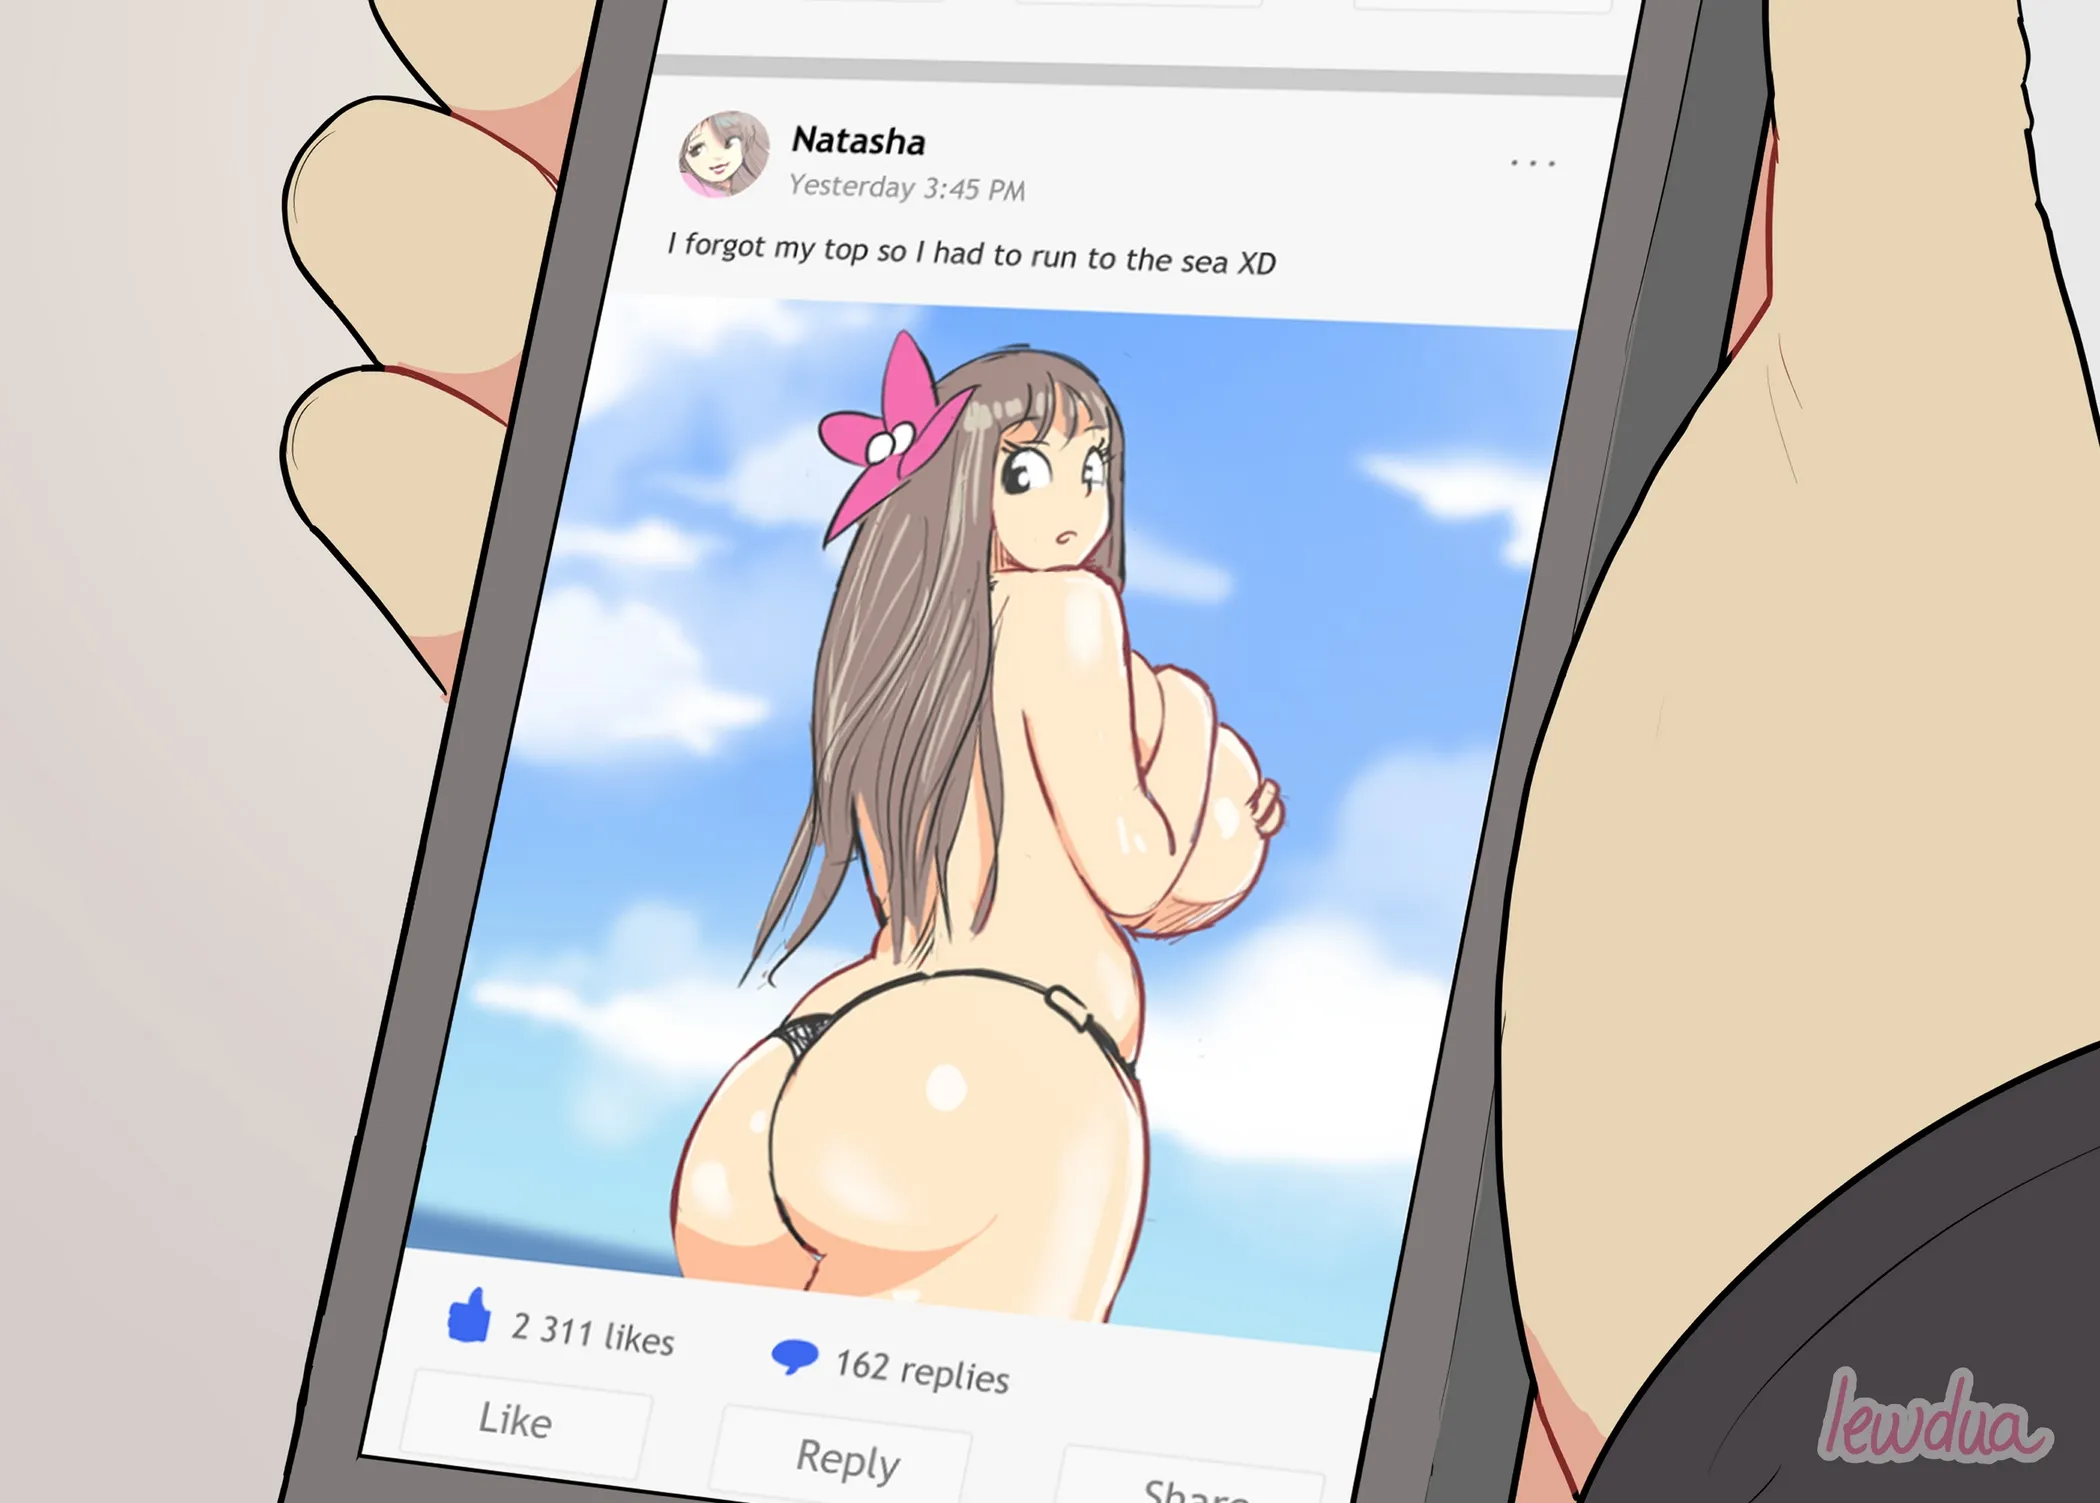 Natasha
Yesterday 3:45 PM
I forgot my top so I had to run to the sea XD
2 311 likes
162 replies
Like
Reply
Share
lewdua